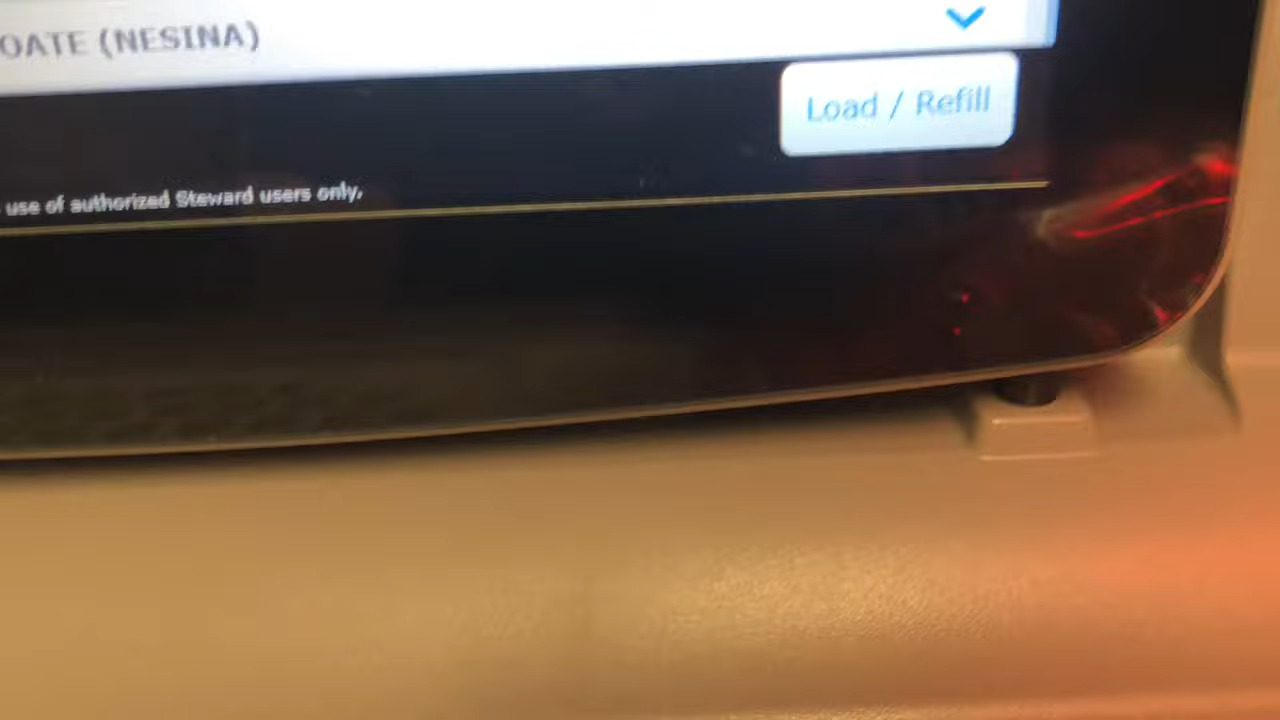 OATE (NESINA)
Load / Refill
use of authorized Steward users only.